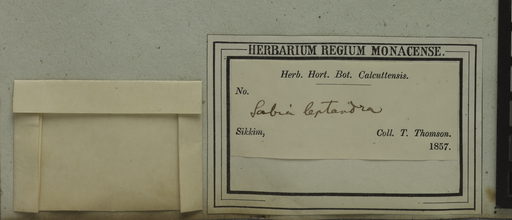 HERBARIUM REGIUM MONACENSE.
Herb. Hort. Bot. Calcuttensis.
No.
Sabia leptandra
Sikkim, Coll. T. Thomson.
1857.